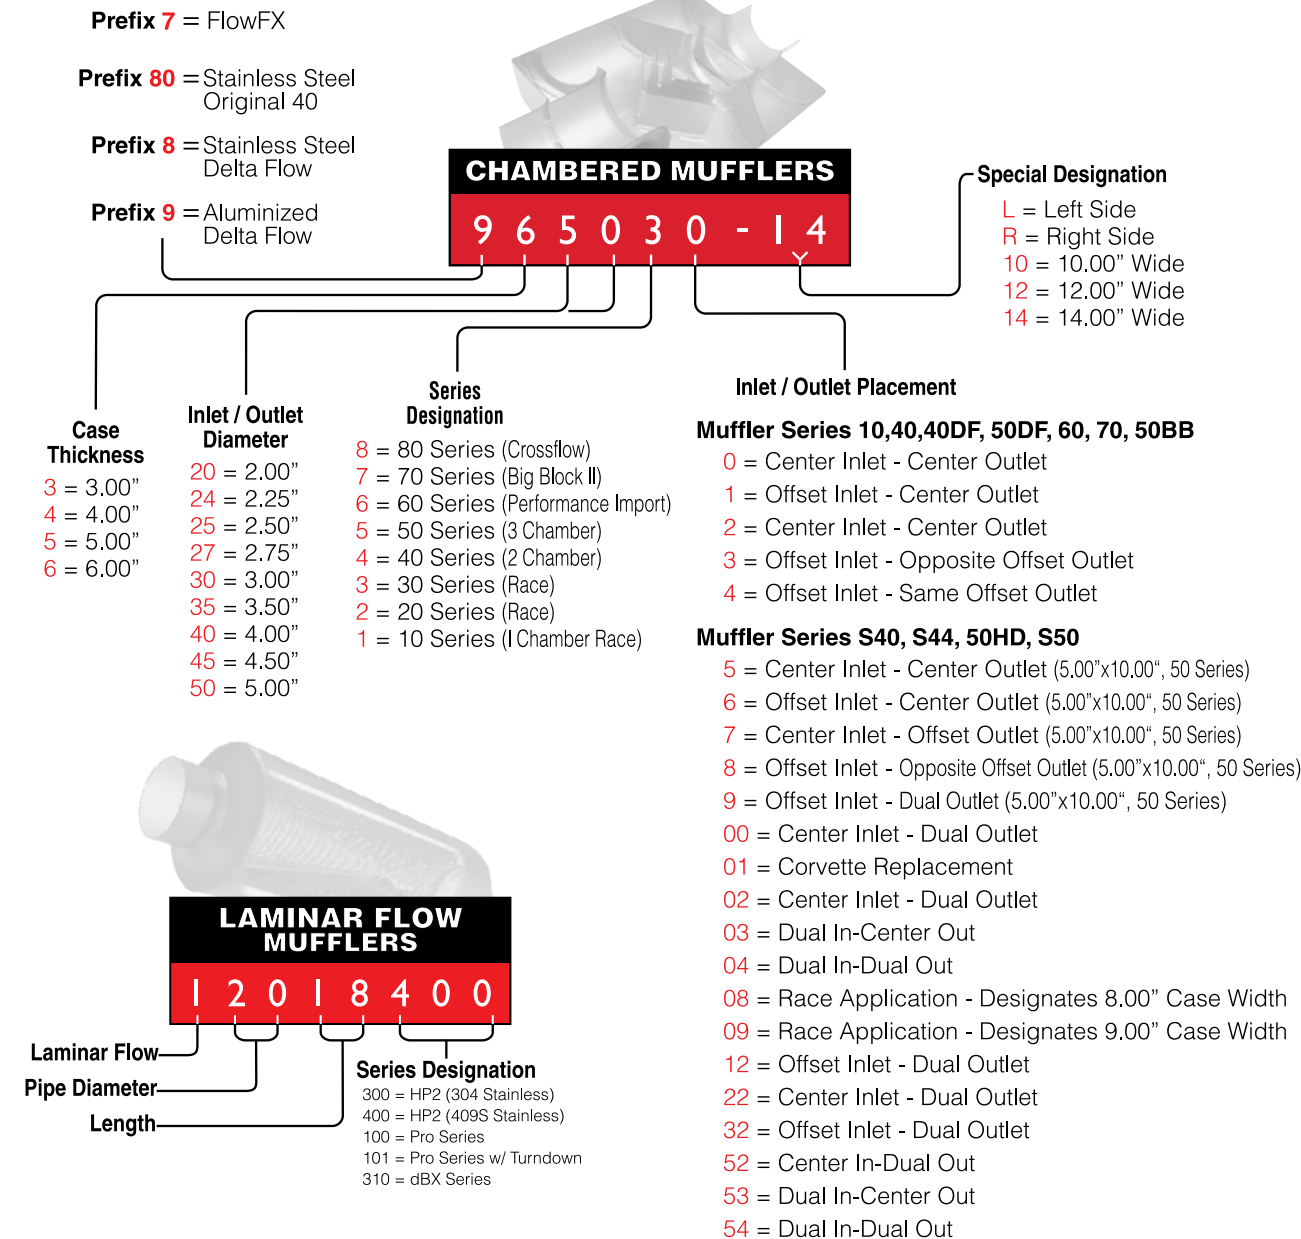 Prefix 7 = FlowFX
Prefix 80 = Stainless Steel
Original 40
Prefix 8 = Stainless Steel
Delta Flow
Prefix 9 = Aluminized
Delta Flow
CHAMBERED MUFFLERS
9 6 5 0 3 0 - 1 4
Special Designation
L = Left Side
R = Right Side
10 = 10.00” Wide
12 = 12.00” Wide
14 = 14.00” Wide
Case
Thickness
3 = 3.00”
4 = 4.00”
5 = 5.00”
6 = 6.00”
Inlet / Outlet
Diameter
20 = 2.00”
24 = 2.25”
25 = 2.50”
27 = 2.75”
30 = 3.00”
35 = 3.50”
40 = 4.00”
45 = 4.50”
50 = 5.00”
Series
Designation
8 = 80 Series (Crossflow)
7 = 70 Series (Big Block II)
6 = 60 Series (Performance Import)
5 = 50 Series (3 Chamber)
4 = 40 Series (2 Chamber)
3 = 30 Series (Race)
2 = 20 Series (Race)
1 = 10 Series (I Chamber Race)
Inlet / Outlet Placement
Muffler Series 10,40,40DF, 50DF, 60, 70, 50BB
0 = Center Inlet - Center Outlet
1 = Offset Inlet - Center Outlet
2 = Center Inlet - Center Outlet
3 = Offset Inlet - Opposite Offset Outlet
4 = Offset Inlet - Same Offset Outlet
Muffler Series S40, S44, 50HD, S50
5 = Center Inlet - Center Outlet (5.00”x10.00“, 50 Series)
6 = Offset Inlet - Center Outlet (5.00”x10.00“, 50 Series)
7 = Center Inlet - Offset Outlet (5.00”x10.00“, 50 Series)
8 = Offset Inlet - Opposite Offset Outlet (5.00”x10.00“, 50 Series)
9 = Offset Inlet - Dual Outlet (5.00”x10.00“, 50 Series)
00 = Center Inlet - Dual Outlet
01 = Corvette Replacement
02 = Center Inlet - Dual Outlet
03 = Dual In-Center Out
04 = Dual In-Dual Out
08 = Race Application - Designates 8.00” Case Width
09 = Race Application - Designates 9.00” Case Width
12 = Offset Inlet - Dual Outlet
22 = Center Inlet - Dual Outlet
32 = Offset Inlet - Dual Outlet
52 = Center In-Dual Out
53 = Dual In-Center Out
54 = Dual In-Dual Out
LAMINAR FLOW
MUFFLERS
1 2 0 1 8 4 0 0
Laminar Flow
Pipe Diameter
Length
Series Designation
300 = HP2 (304 Stainless)
400 = HP2 (409S Stainless)
100 = Pro Series
101 = Pro Series w/ Turndown
310 = dBX Series